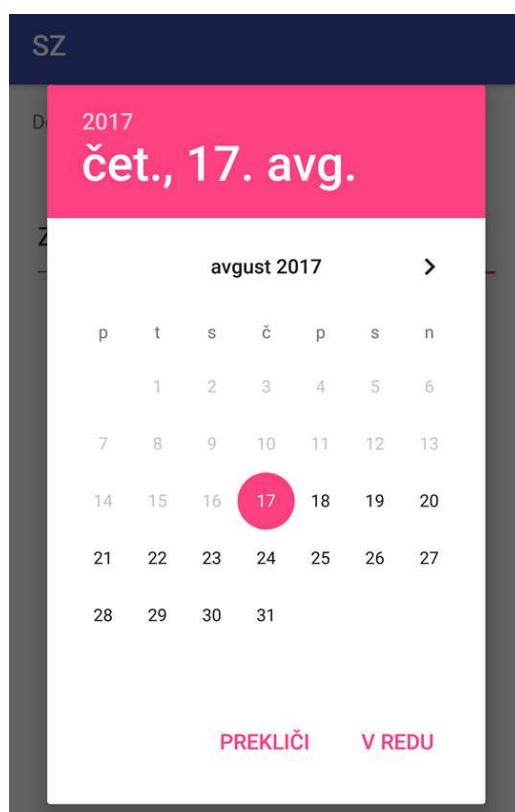 SZ
2017
čet., 17. avg.
avgust 2017
p t s č p s n
1 2 3 4 5 6
7 8 9 10 11 12 13
14 15 16 17 18 19 20
21 22 23 24 25 26 27
28 29 30 31
PREKLIČI V REDU